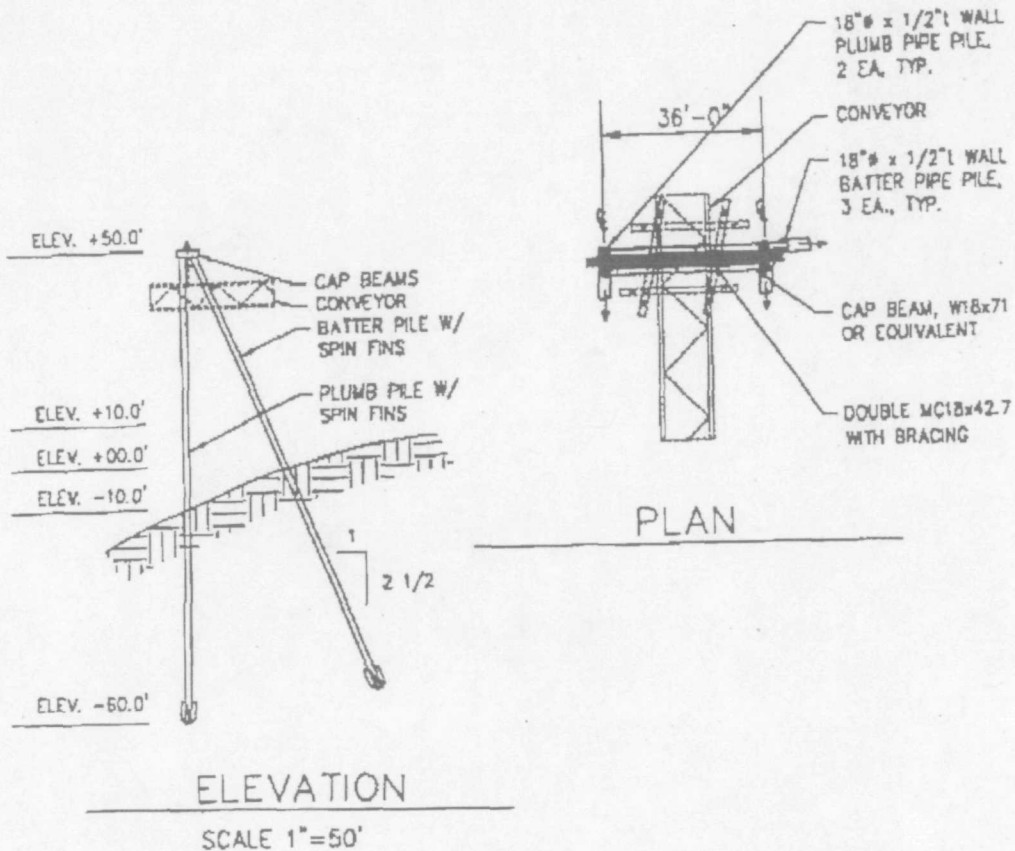 18"ø x 1/2"t WALL
PLUMB PIPE PILE,
2 EA, TYP.
36'-0"
CONVEYOR
18"ø x 1/2"t WALL
BATTER PIPE PILE,
3 EA., TYP.
CAP BEAM, W18x71
OR EQUIVALENT
DOUBLE MC18x42.7
WITH BRACING
PLAN
ELEV. +50.0'
CAP BEAMS
CONVEYOR
BATTER PILE W/
SPIN FINS
PLUMB PILE W/
SPIN FINS
ELEV. +10.0'
ELEV. +00.0'
ELEV. -10.0'
1
2 1/2
ELEV. -60.0'
ELEVATION
SCALE 1"=50'